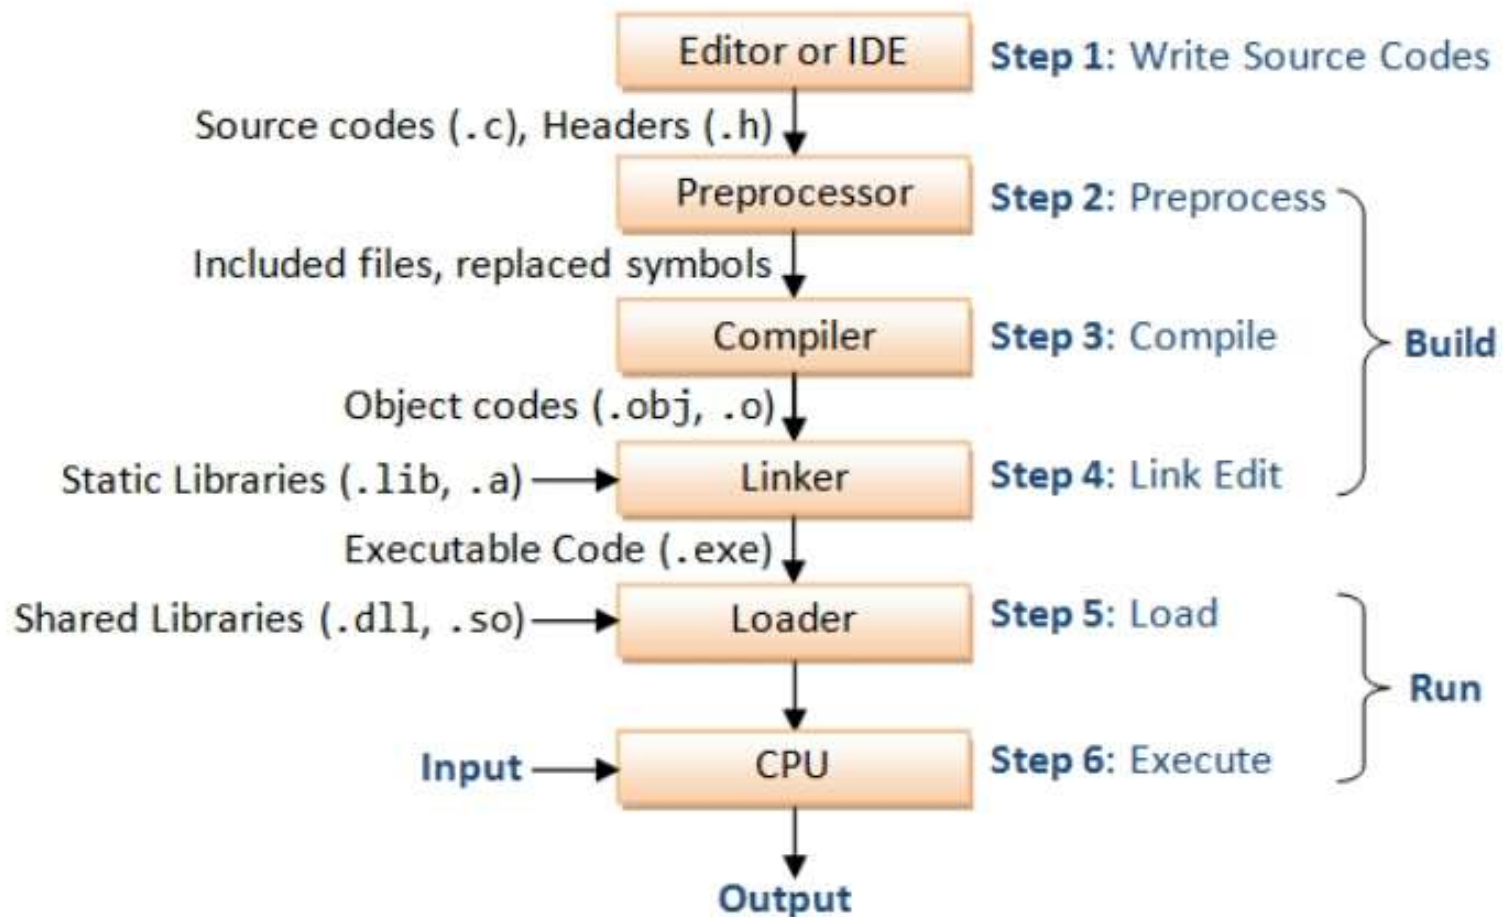 Editor or IDE
Step 1: Write Source Codes
Source codes (.c), Headers (.h)
Preprocessor
Step 2: Preprocess
Included files, replaced symbols
Compiler
Step 3: Compile
Build
Object codes (.obj, .o)
Static Libraries (.lib, .a)
Linker
Step 4: Link Edit
Executable Code (.exe)
Shared Libraries (.dll, .so)
Loader
Step 5: Load
Run
Input
CPU
Step 6: Execute
Output